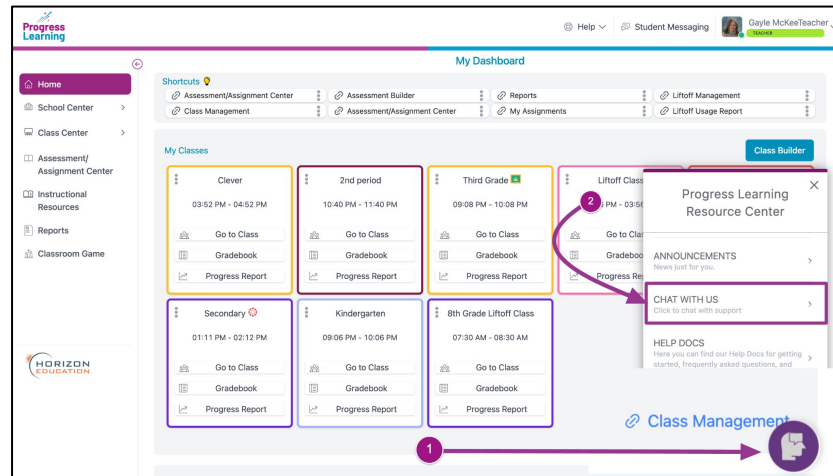 Progress
Learning
Help
Student Messaging
Gayle McKeeTeacher
TEACHER
My Dashboard
Home
School Center
Class Center
Assessment/
Assignment Center
Instructional
Resources
Reports
Classroom Game
HORIZON
EDUCATION
Shortcuts
Assessment/Assignment Center
Assessment Builder
Reports
Liftoff Management
Class Management
Assessment/Assignment Center
My Assignments
Liftoff Usage Report
My Classes
Class Builder
Clever
03:52 PM - 04:52 PM
Go to Class
Gradebook
Progress Report
2nd period
10:40 PM - 11:40 PM
Go to Class
Gradebook
Progress Report
Third Grade
09:08 PM - 10:08 PM
Go to Class
Gradebook
Progress Report
Liftoff Class
PM - 03:56
Go to Clas
Gradeboo
Progress Re
Secondary
01:11 PM - 02:12 PM
Go to Class
Gradebook
Progress Report
Kindergarten
09:06 PM - 10:06 PM
Go to Class
Gradebook
Progress Report
8th Grade Liftoff Class
07:30 AM - 08:30 AM
Go to Class
Gradebook
Progress Report
2
Progress Learning
Resource Center
ANNOUNCEMENTS
News just for you.
CHAT WITH US
Click to chat with support
HELP DOCS
Here you can find our Help Docs for getting
started, frequently asked questions, and
Class Management
1